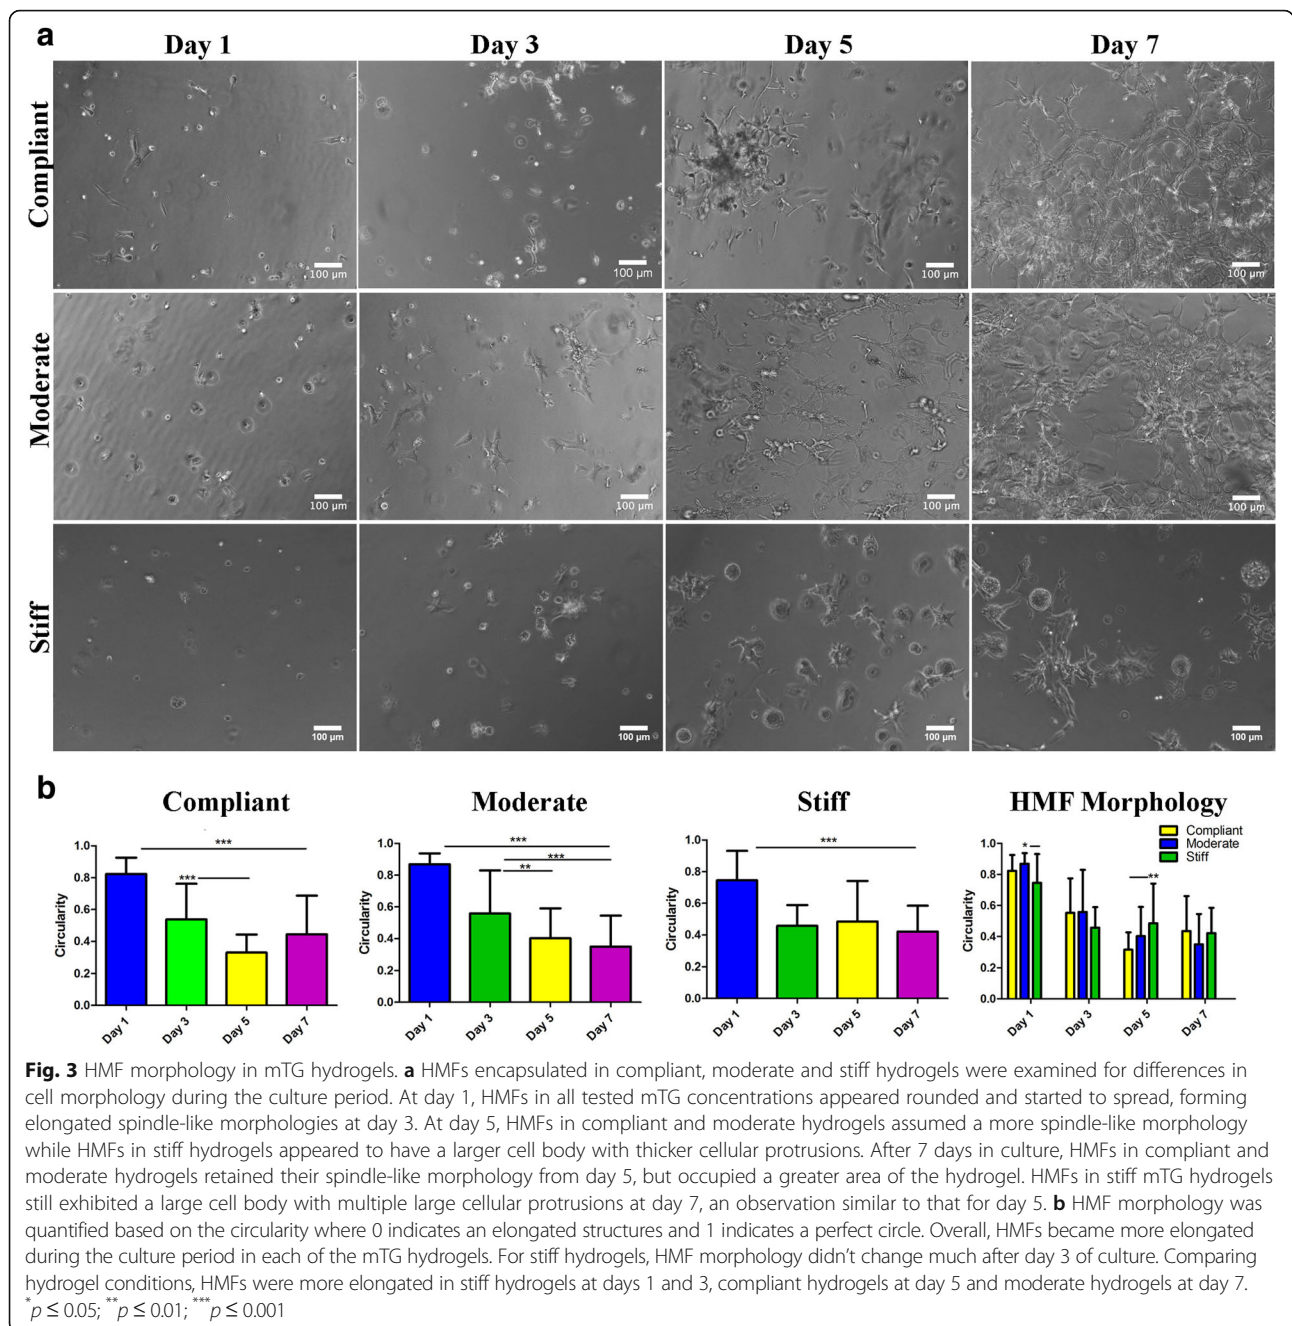 a
Day 1 Day 3 Day 5 Day 7
Compliant
100 µm 100 µm 100 µm 100 µm
Moderate
100 µm 100 µm 100 µm 100 µm
Stiff
100 µm 100 µm 100 µm 100 µm
b
Compliant
Circularity
1.0
0.8
0.6
0.4
0.2
0.0
***
***
Day 1 Day 3 Day 5 Day 7
Moderate
Circularity
1.0
0.8
0.6
0.4
0.2
0.0
***
***
**
Day 1 Day 3 Day 5 Day 7
Stiff
Circularity
1.0
0.8
0.6
0.4
0.2
0.0
***
Day 1 Day 3 Day 5 Day 7
HMF Morphology
Compliant
Moderate
Stiff
Circularity
1.0
0.8
0.6
0.4
0.2
0.0
*
**
Day 1 Day 3 Day 5 Day 7
Fig. 3 HMF morphology in mTG hydrogels. a HMFs encapsulated in compliant, moderate and stiff hydrogels were examined for differences in
cell morphology during the culture period. At day 1, HMFs in all tested mTG concentrations appeared rounded and started to spread, forming
elongated spindle-like morphologies at day 3. At day 5, HMFs in compliant and moderate hydrogels assumed a more spindle-like morphology
while HMFs in stiff hydrogels appeared to have a larger cell body with thicker cellular protrusions. After 7 days in culture, HMFs in compliant and
moderate hydrogels retained their spindle-like morphology from day 5, but occupied a greater area of the hydrogel. HMFs in stiff mTG hydrogels
still exhibited a large cell body with multiple large cellular protrusions at day 7, an observation similar to that for day 5. b HMF morphology was
quantified based on the circularity where 0 indicates an elongated structures and 1 indicates a perfect circle. Overall, HMFs became more elongated
during the culture period in each of the mTG hydrogels. For stiff hydrogels, HMF morphology didn't change much after day 3 of culture. Comparing
hydrogel conditions, HMFs were more elongated in stiff hydrogels at days 1 and 3, compliant hydrogels at day 5 and moderate hydrogels at day 7.
*p ≤ 0.05; **p ≤ 0.01; ***p ≤ 0.001